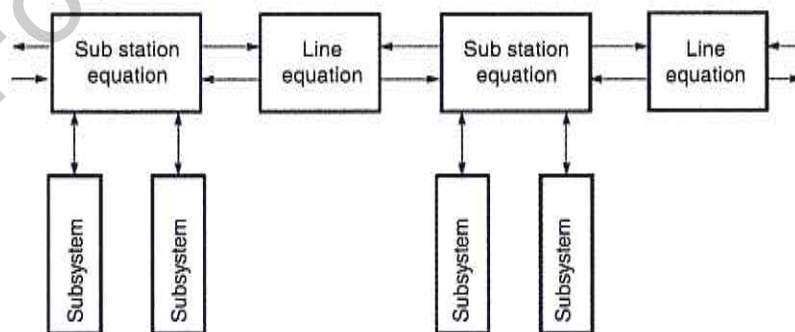 Sub station
equation
Line
equation
Sub station
equation
Line
equation
Subsystem
Subsystem
Subsystem
Subsystem